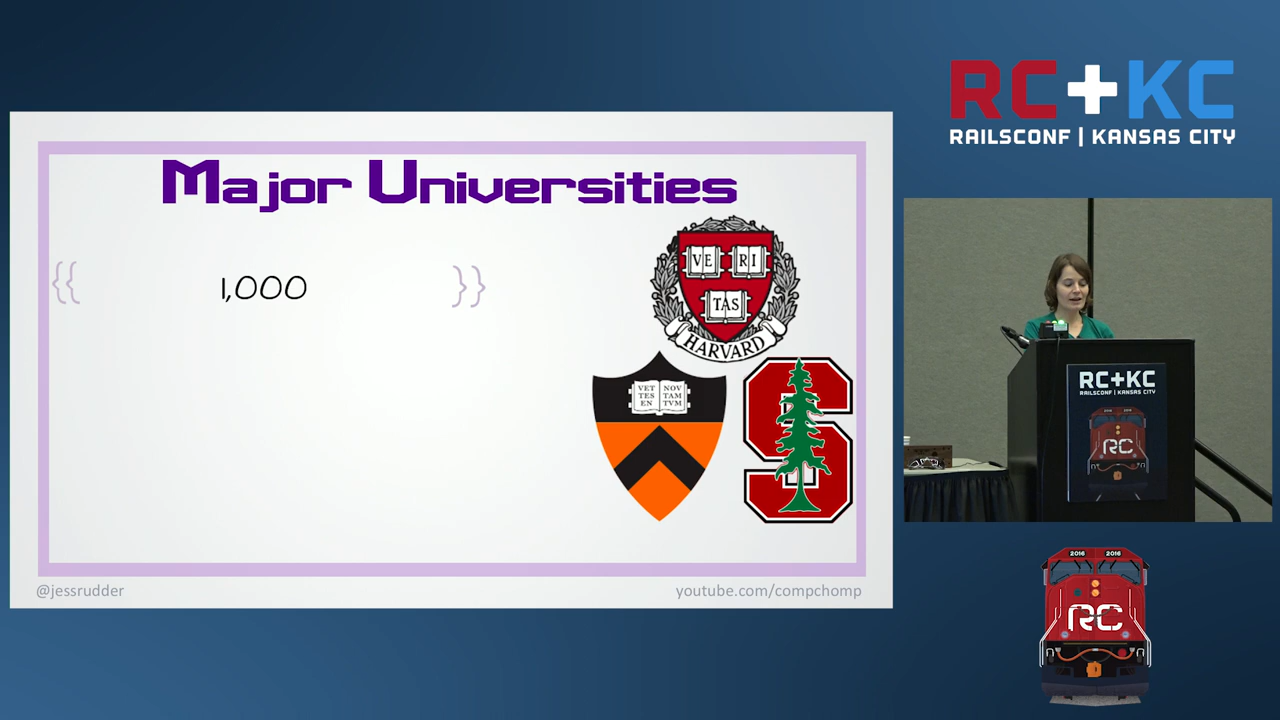 RC+KC
RAILSCONF | KANSAS CITY
Major Universities
{{ 1,000 }}
VE RI
TAS
HARVARD
VET NOV
TES TAM
EN TVM
@jessrudder
youtube.com/compchomp
RC+KC
RAILSCONF | KANSAS CITY
RC
2016 2016
RC